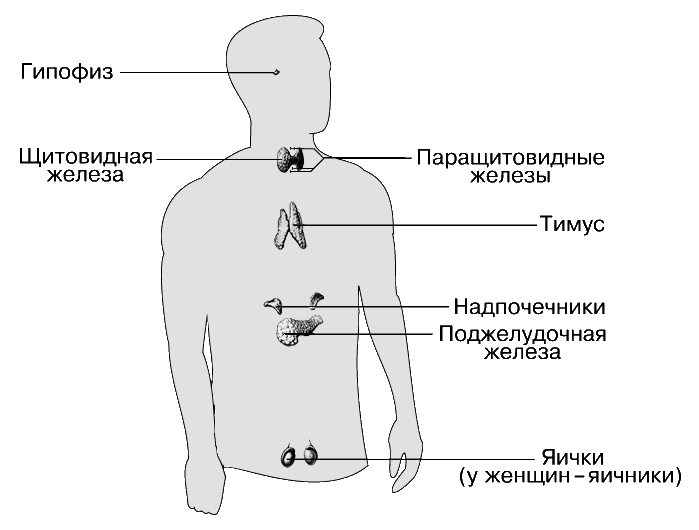 Гипофиз
Щитовидная
железа
Паращитовидные
железы
Тимус
Надпочечники
Поджелудочная
железа
Яички
(у женщин – яичники)